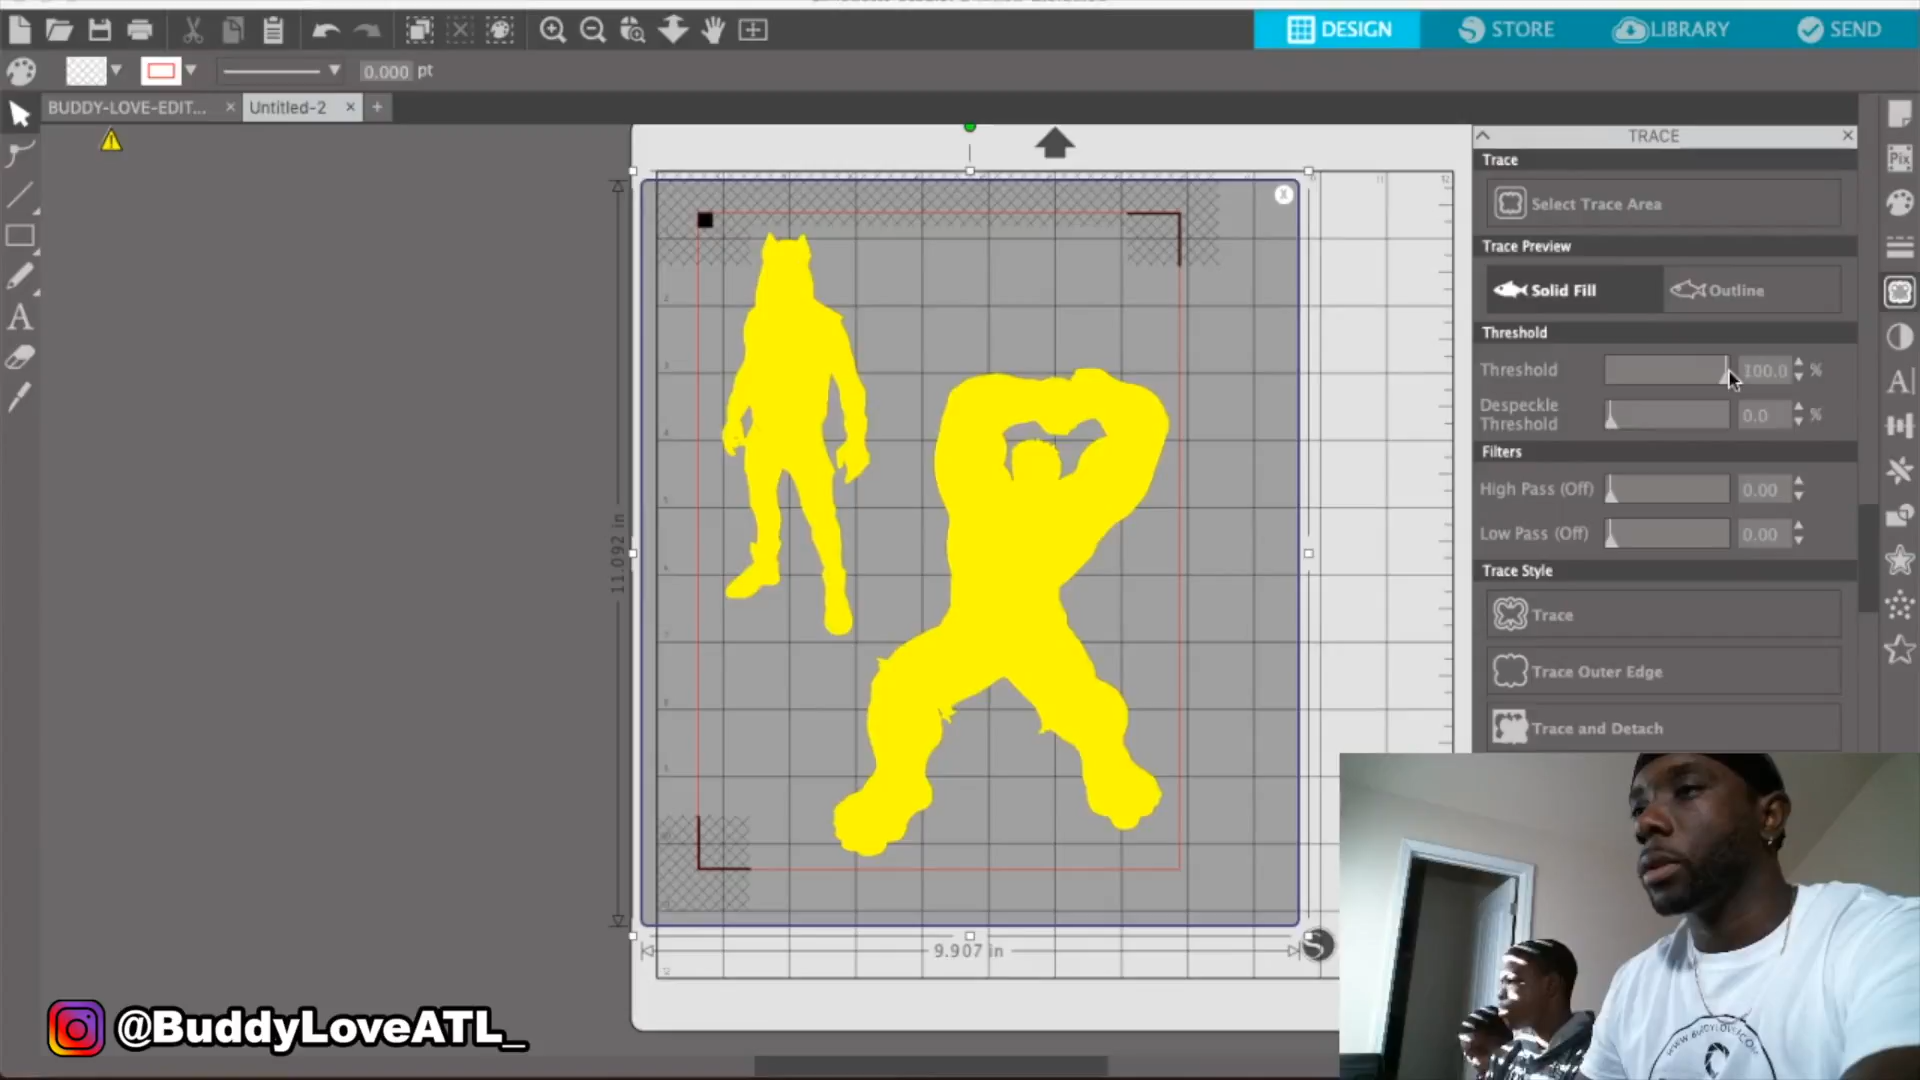 DESIGN
STORE
LIBRARY
SEND
0.000 pt
BUDDY-LOVE-EDIT... ×
Untitled-2 ×
+
TRACE
Trace
Select Trace Area
Trace Preview
Solid Fill
Outline
Threshold
Threshold 100.0 %
Despeckle
Threshold 0.0 %
Filters
High Pass (Off) 0.00
Low Pass (Off) 0.00
Trace Style
Trace
Trace Outer Edge
Trace and Detach
Pix
11.092 in
9.907 in
@BuddyLoveATL_